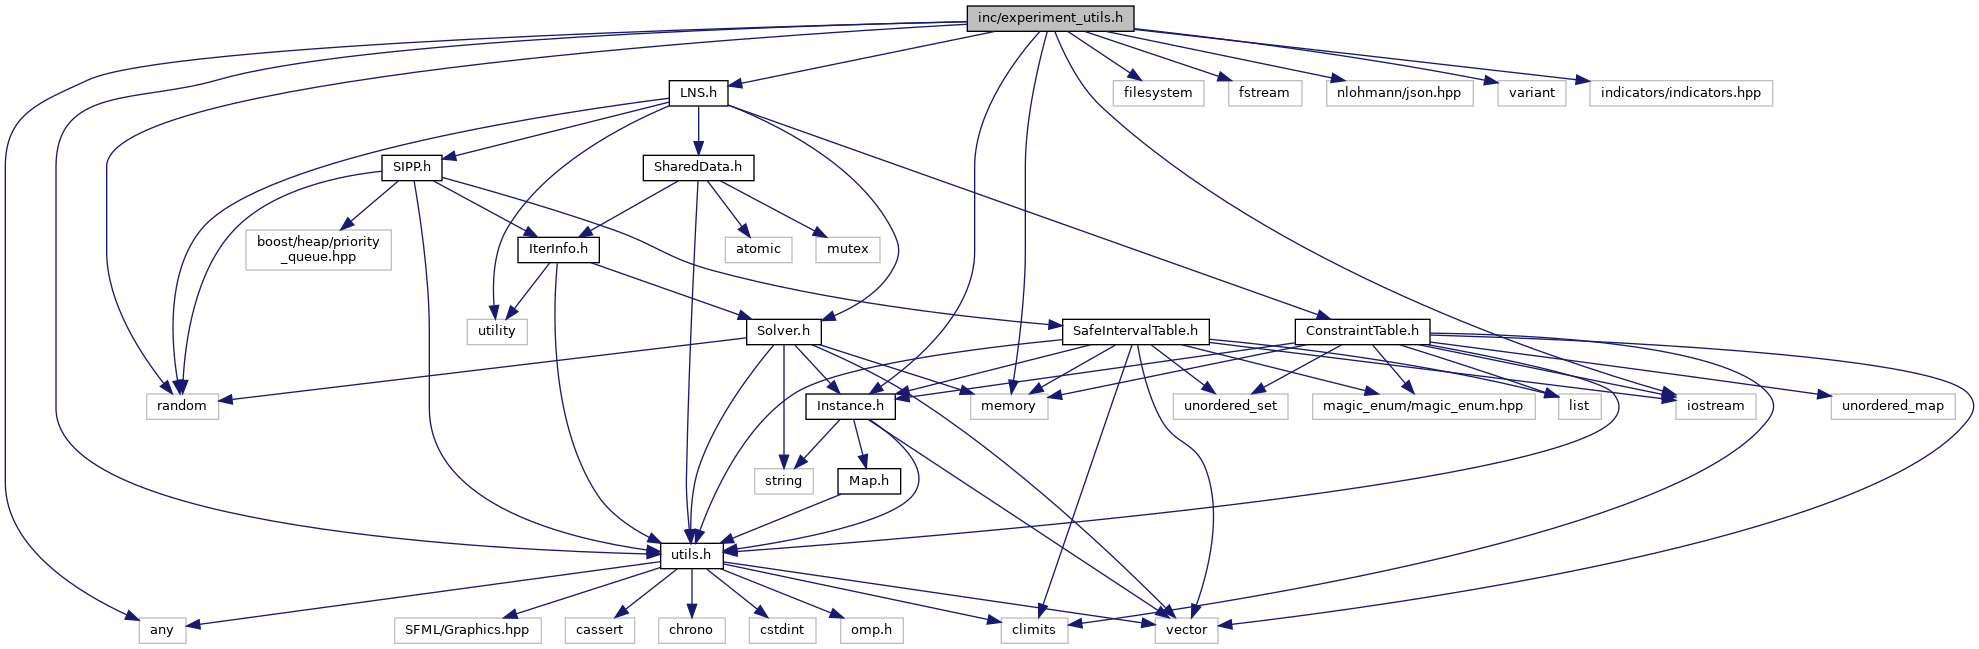 inc/experiment_utils.h
LNS.h
filesystem
fstream
nlohmann/json.hpp
variant
indicators/indicators.hpp
SIPP.h
SharedData.h
boost/heap/priority
_queue.hpp
IterInfo.h
atomic
mutex
utility
Solver.h
SafeIntervalTable.h
ConstraintTable.h
random
Instance.h
memory
unordered_set
magic_enum/magic_enum.hpp
list
iostream
unordered_map
string
Map.h
utils.h
any
SFML/Graphics.hpp
cassert
chrono
cstdint
omp.h
climits
vector